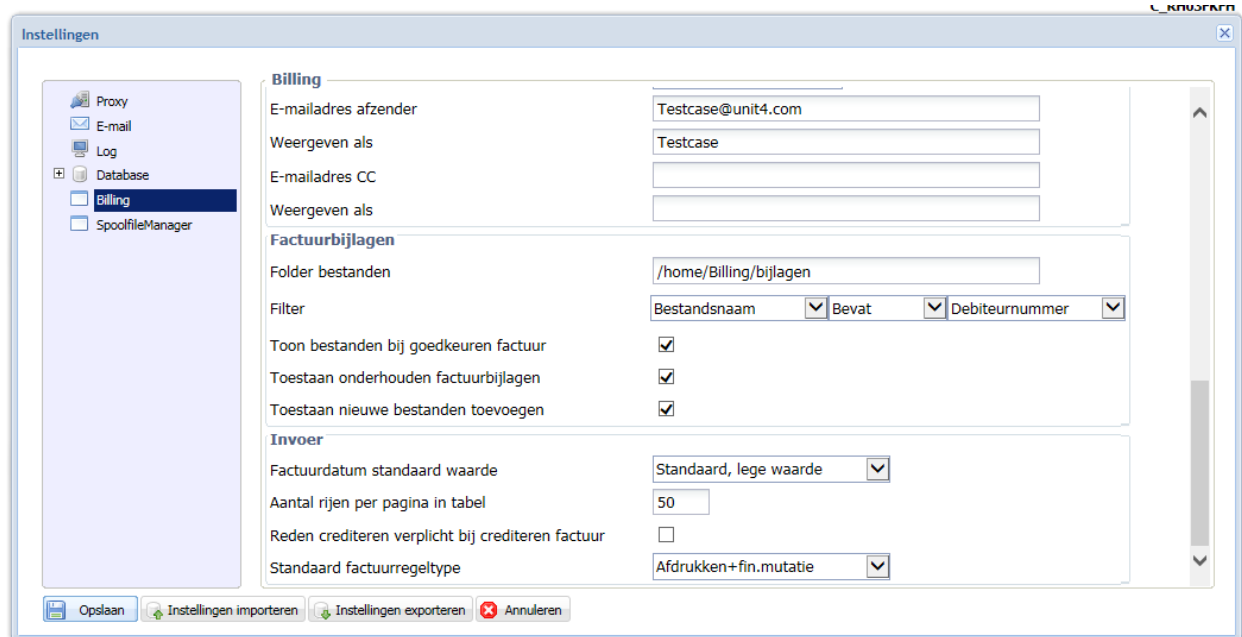 Instellingen
Proxy
E-mail
Log
Database
Billing
SpoolfileManager
Billing
E-mailadres afzender Testcase@unit4.com
Weergeven als Testcase
E-mailadres CC
Weergeven als
Factuurbijlagen
Folder bestanden /home/Billing/bijlagen
Filter Bestandsnaam Bevat Debiteurnummer
Toon bestanden bij goedkeuren factuur
Toestaan onderhouden factuurbijlagen
Toestaan nieuwe bestanden toevoegen
Invoer
Factuurdatum standaard waarde Standaard, lege waarde
Aantal rijen per pagina in tabel 50
Reden crediteren verplicht bij crediteren factuur
Standaard factuurregeltype Afdrukken+fin.mutatie
Opslaan Instellingen importeren Instellingen exporteren Annuleren